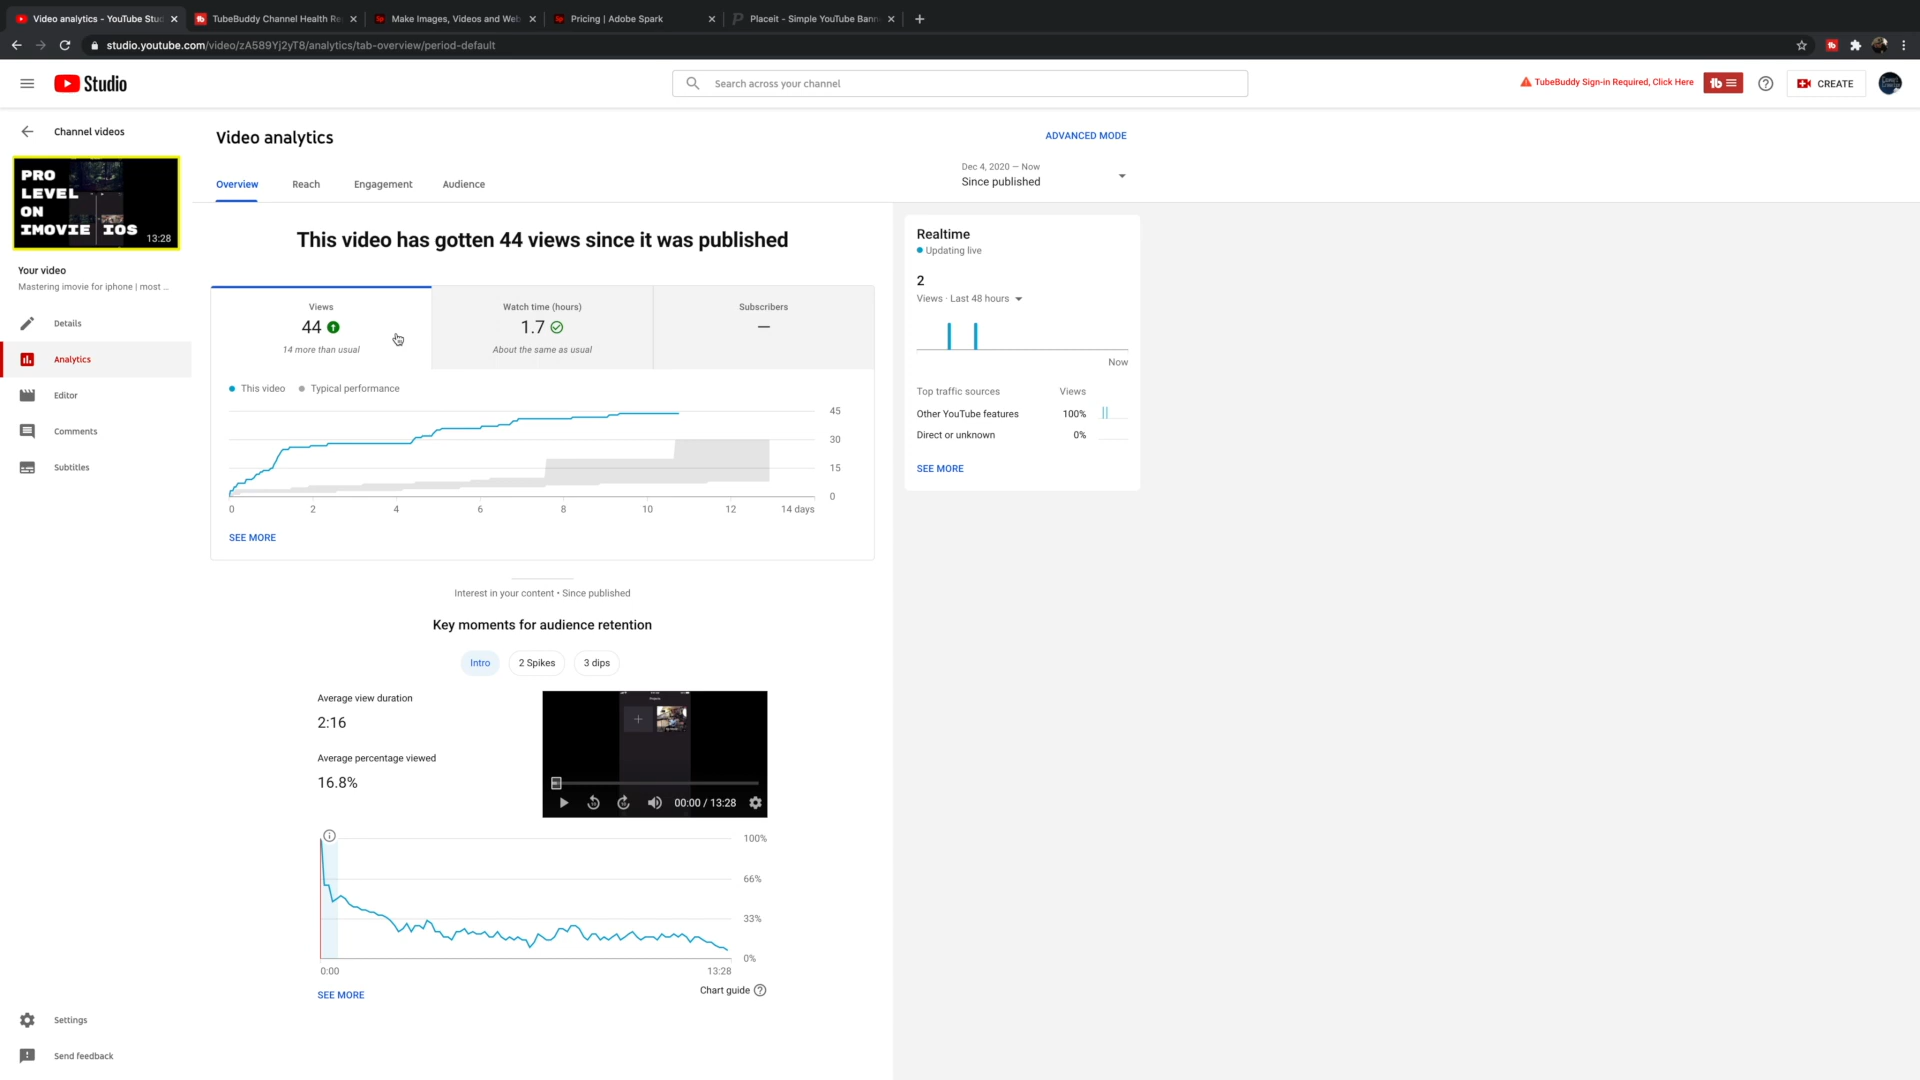 Video analytics - YouTube Stud
TubeBuddy Channel Health Re
Make Images, Videos and Web
Pricing | Adobe Spark
Placeit - Simple YouTube Bann
studio.youtube.com/video/zA589Yj2yT8/analytics/tab-overview/period-default
Studio
Search across your channel
TubeBuddy Sign-in Required, Click Here
CREATE
Channel videos
Video analytics
ADVANCED MODE
PRO
LEVEL
ON
IMOVIE IOS
13:28
Overview
Reach
Engagement
Audience
Dec 4, 2020 – Now
Since published
Your video
Mastering imovie for iphone | most ...
Details
Analytics
Editor
Comments
Subtitles
This video has gotten 44 views since it was published
Views
44
14 more than usual
Watch time (hours)
1.7
About the same as usual
Subscribers
—
This video
Typical performance
45
30
15
0
0 2 4 6 8 10 12 14 days
SEE MORE
Realtime
Updating live
2
Views · Last 48 hours
Now
Top traffic sources Views
Other YouTube features 100%
Direct or unknown 0%
SEE MORE
Interest in your content • Since published
Key moments for audience retention
Intro
2 Spikes
3 dips
Average view duration
2:16
Average percentage viewed
16.8%
00:00 / 13:28
100%
66%
33%
0%
0:00 13:28
SEE MORE
Chart guide
Settings
Send feedback